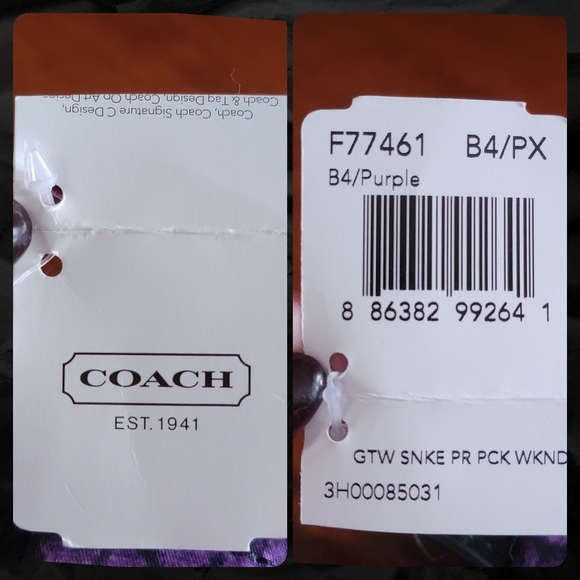 Coach, Coach Signature C Design,
Coach & Tag Design, Coach Op Art Design
COACH
EST. 1941
F77461 B4/PX
B4/Purple
8 86382 99264 1
GTW SNKE PR PCK WKND
3H00085031